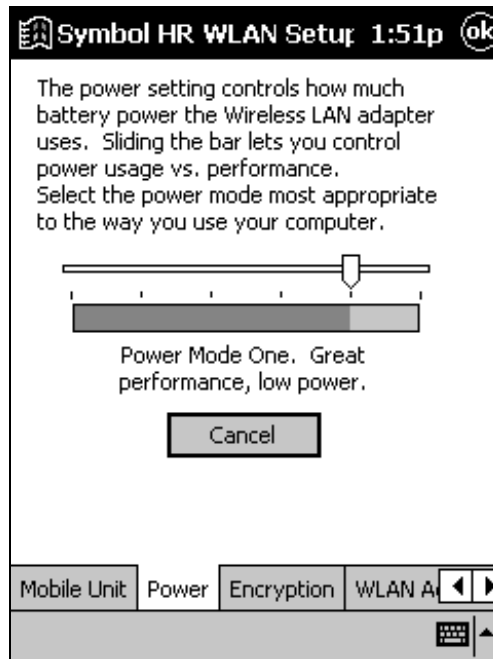 Symbol HR WLAN Setup 1:51p ok
The power setting controls how much
battery power the Wireless LAN adapter
uses. Sliding the bar lets you control
power usage vs. performance.
Select the power mode most appropriate
to the way you use your computer.
Power Mode One. Great
performance, low power.
Cancel
Mobile Unit Power Encryption WLAN A